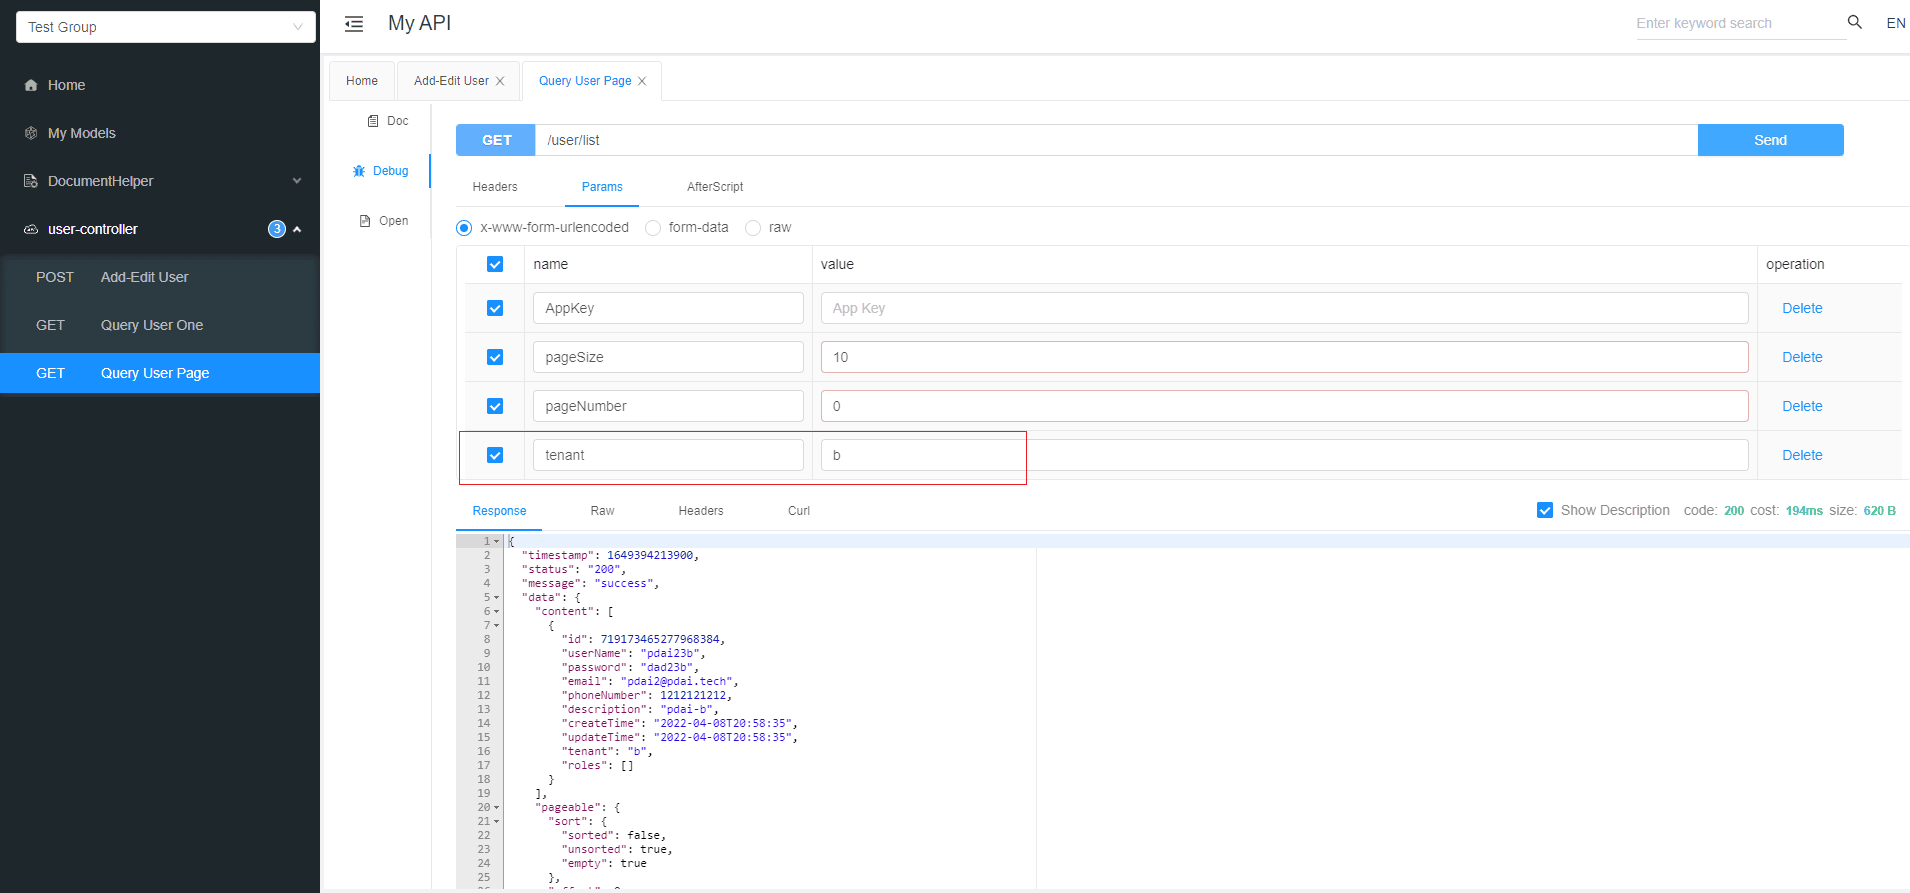 Test Group
My API
Enter keyword search
EN
Home
My Models
DocumentHelper
user-controller
3
POST Add-Edit User
GET Query User One
GET Query User Page
Home
Add-Edit User
Query User Page
Doc
Debug
Open
GET /user/list Send
Headers Params AfterScript
x-www-form-urlencoded form-data raw
name value operation
AppKey App Key Delete
pageSize 10 Delete
pageNumber 0 Delete
tenant b Delete
Response Raw Headers Curl
Show Description code: 200 cost: 194ms size: 620 B
1 {
2 "timestamp": 1649394213900,
3 "status": "200",
4 "message": "success",
5 "data": {
6 "content": [
7 {
8 "id": 719173465277968384,
9 "userName": "pdai23b",
10 "password": "dad23b",
11 "email": "pdai2@pdai.tech",
12 "phoneNumber": 1212121212,
13 "description": "pdai-b",
14 "createTime": "2022-04-08T20:58:35",
15 "updateTime": "2022-04-08T20:58:35",
16 "tenant": "b",
17 "roles": []
18 }
19 ],
20 "pageable": {
21 "sort": {
22 "sorted": false,
23 "unsorted": true,
24 "empty": true
25 },